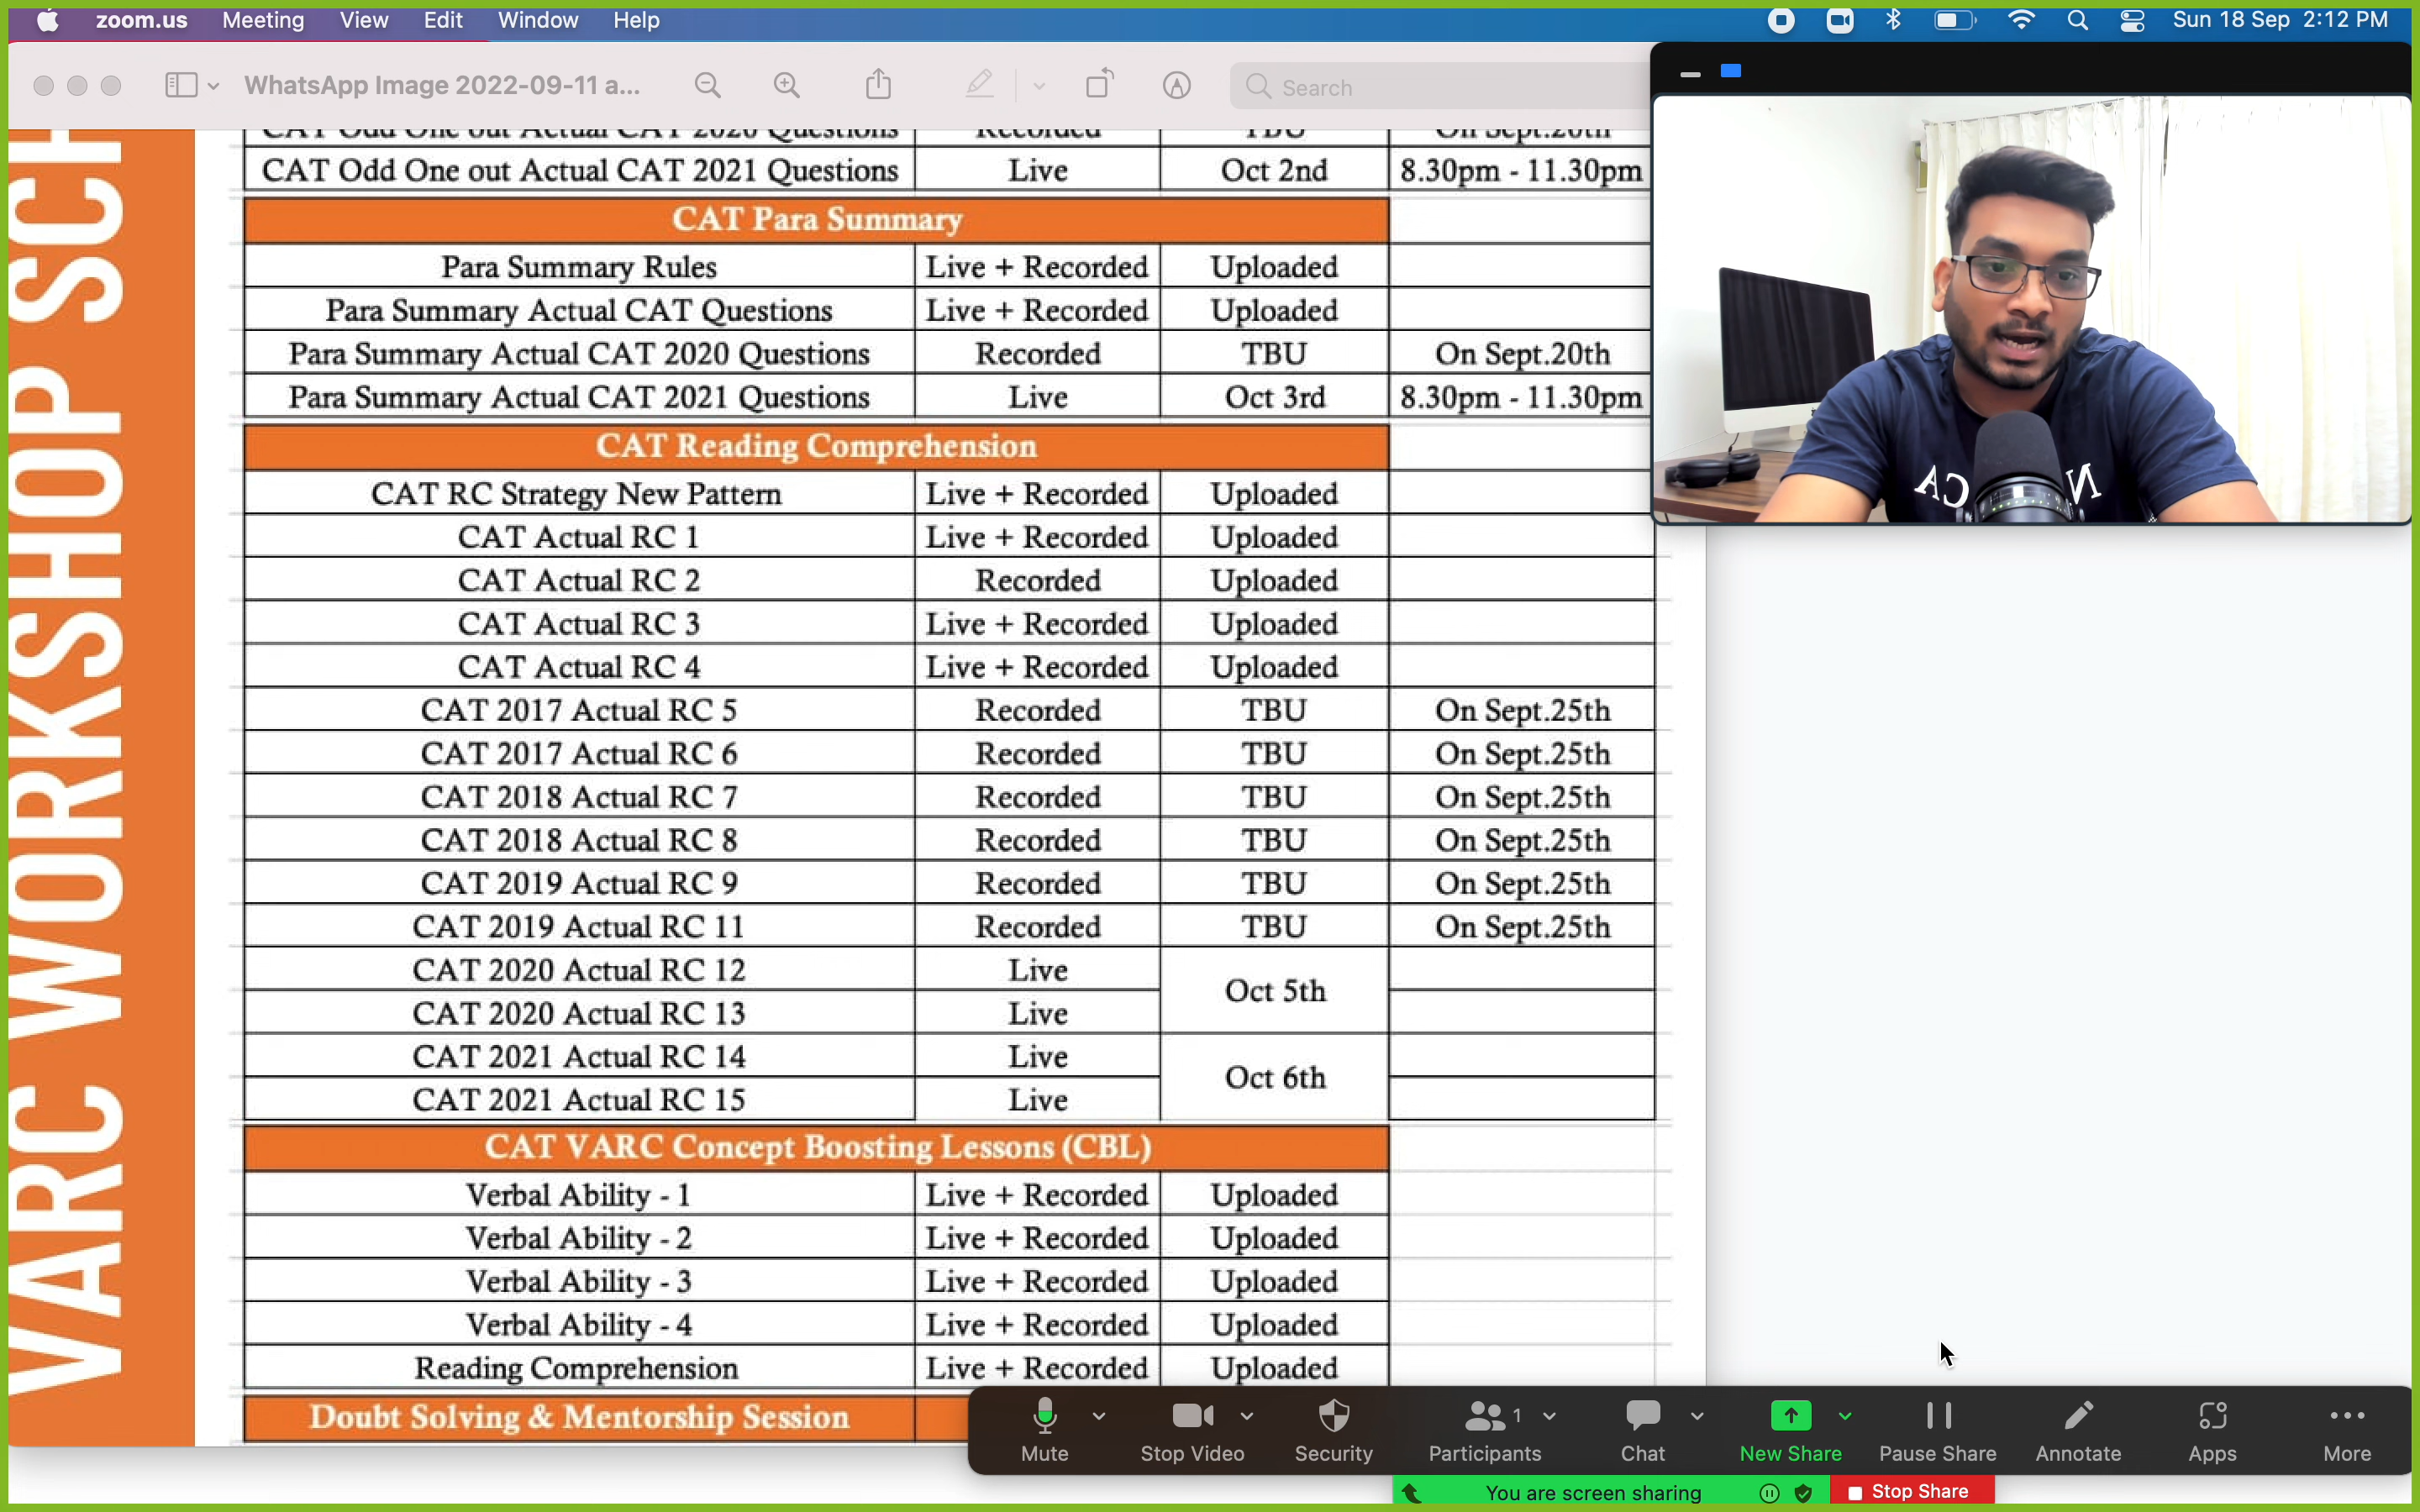 zoom.us Meeting View Edit Window Help Sun 18 Sep 2:12 PM
WhatsApp Image 2022-09-11 a... Search
VARC WORKSHOP SCH
CAT Odd One out Actual CAT 2020 Questions Recorded TBU On Sept.20th
CAT Odd One out Actual CAT 2021 Questions Live Oct 2nd 8.30pm - 11.30pm
CAT Para Summary
Para Summary Rules Live + Recorded Uploaded
Para Summary Actual CAT Questions Live + Recorded Uploaded
Para Summary Actual CAT 2020 Questions Recorded TBU On Sept.20th
Para Summary Actual CAT 2021 Questions Live Oct 3rd 8.30pm - 11.30pm
CAT Reading Comprehension
CAT RC Strategy New Pattern Live + Recorded Uploaded
CAT Actual RC 1 Live + Recorded Uploaded
CAT Actual RC 2 Recorded Uploaded
CAT Actual RC 3 Live + Recorded Uploaded
CAT Actual RC 4 Live + Recorded Uploaded
CAT 2017 Actual RC 5 Recorded TBU On Sept.25th
CAT 2017 Actual RC 6 Recorded TBU On Sept.25th
CAT 2018 Actual RC 7 Recorded TBU On Sept.25th
CAT 2018 Actual RC 8 Recorded TBU On Sept.25th
CAT 2019 Actual RC 9 Recorded TBU On Sept.25th
CAT 2019 Actual RC 11 Recorded TBU On Sept.25th
CAT 2020 Actual RC 12 Live
Oct 5th
CAT 2020 Actual RC 13 Live
CAT 2021 Actual RC 14 Live
Oct 6th
CAT 2021 Actual RC 15 Live
CAT VARC Concept Boosting Lessons (CBL)
Verbal Ability - 1 Live + Recorded Uploaded
Verbal Ability - 2 Live + Recorded Uploaded
Verbal Ability - 3 Live + Recorded Uploaded
Verbal Ability - 4 Live + Recorded Uploaded
Reading Comprehension Live + Recorded Uploaded
Doubt Solving & Mentorship Session
1
Mute Stop Video Security Participants Chat New Share Pause Share Annotate Apps More
You are screen sharing Stop Share